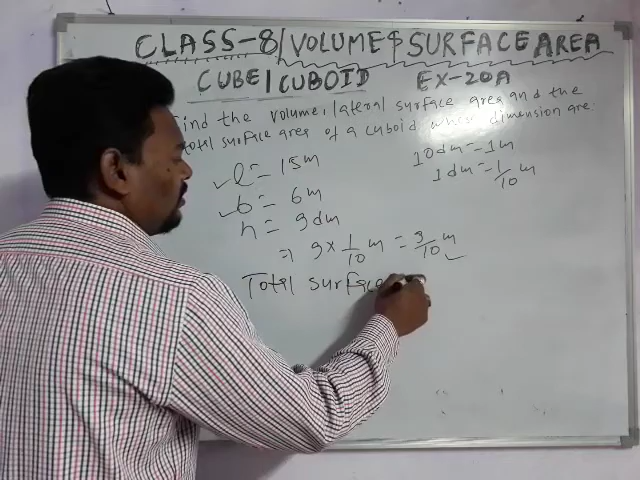 CLASS-8/VOLUME & SURFACE AREA
CUBE/CUBOID EX-20A
Find the volume, lateral surface area and the
total surface area of a cuboid whose dimension are:
l = 15m
b = 6m
h = 9dm
⇒ 9 × 1/10 m = 9/10 m
10dm = 1m
1dm = 1/10 m
Total surface